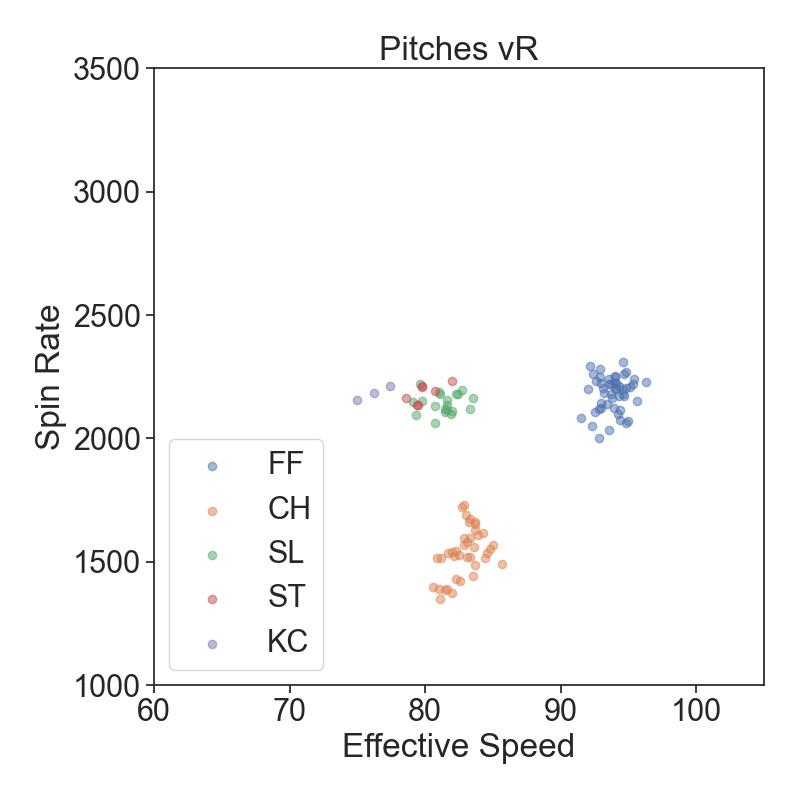 Pitches vR
3500
3000
2500
2000
1500
1000
Spin Rate
FF
CH
SL
ST
KC
60 70 80 90 100
Effective Speed